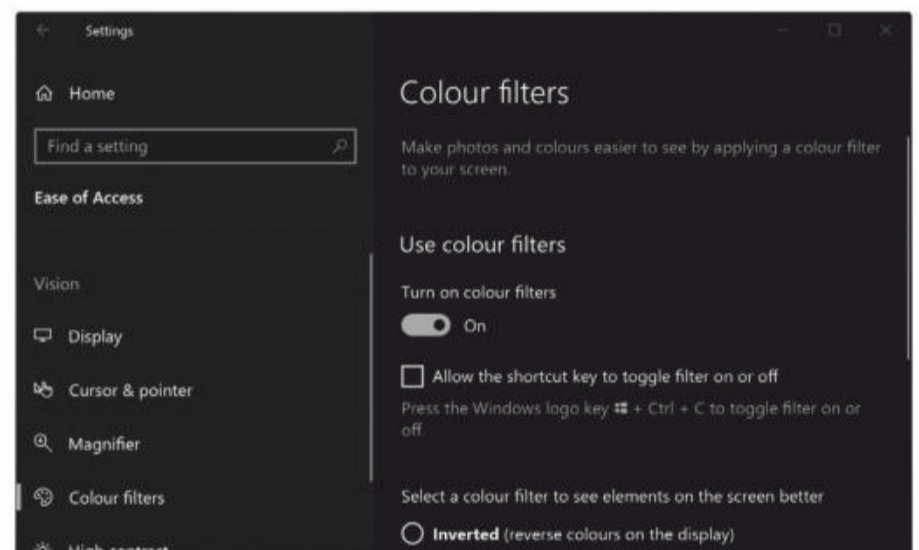 Settings
Home
Find a setting
Ease of Access
Vision
Display
Cursor & pointer
Magnifier
Colour filters
High contrast
Colour filters
Make photos and colours easier to see by applying a colour filter
to your screen.
Use colour filters
Turn on colour filters
On
Allow the shortcut key to toggle filter on or off
Press the Windows logo key + Ctrl + C to toggle filter on or
off.
Select a colour filter to see elements on the screen better
Inverted (reverse colours on the display)